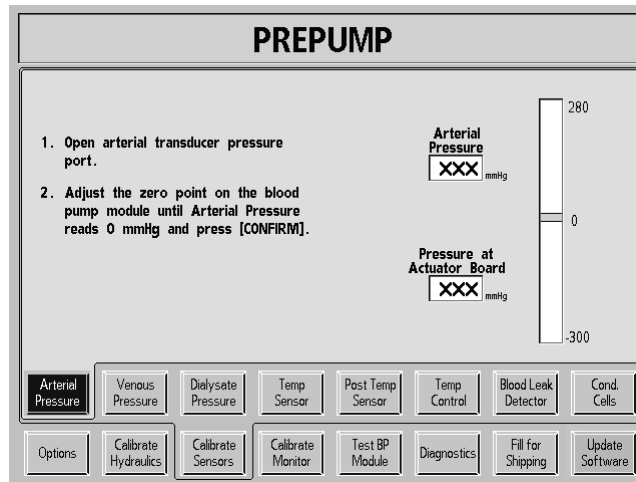 PREPUMP
1. Open arterial transducer pressure
port.
2. Adjust the zero point on the blood
pump module until Arterial Pressure
reads 0 mmHg and press [CONFIRM].
Arterial
Pressure
XXX mmHg
Pressure at
Actuator Board
XXX mmHg
280
0
-300
Arterial
Pressure
Venous
Pressure
Dialysate
Pressure
Temp
Sensor
Post Temp
Sensor
Temp
Control
Blood Leak
Detector
Cond.
Cells
Options
Calibrate
Hydraulics
Calibrate
Sensors
Calibrate
Monitor
Test BP
Module
Diagnostics
Fill for
Shipping
Update
Software